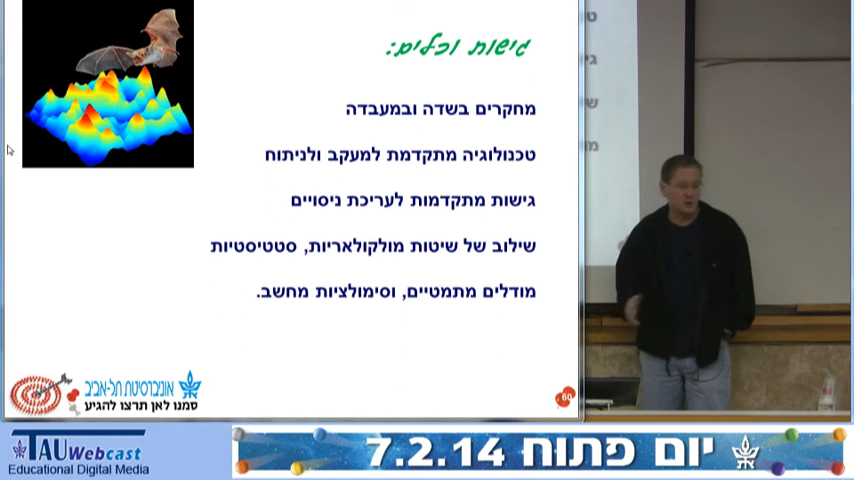 גישות וכלים:
מחקרים בשדה ובמעבדה
טכנולוגיה מתקדמת למעקב ולניתוח
גישות מתקדמות לעריכת ניסויים
שילוב של שיטות מולקולאריות, סטטיסטיות
מודלים מתמטיים, וסימולציות מחשב.
אוניברסיטת תל-אביב
סמנו לאן תרצו להגיע
60
TAU Webcast
Educational Digital Media
יום פתוח 7.2.14